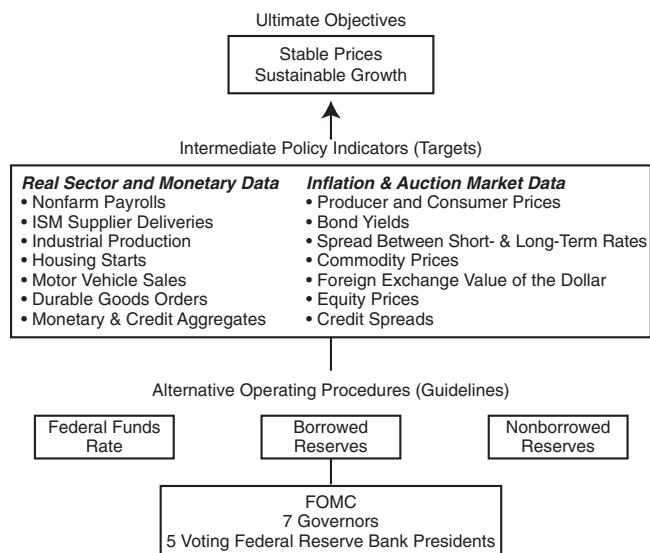 Ultimate Objectives
Stable Prices
Sustainable Growth
Intermediate Policy Indicators (Targets)
Real Sector and Monetary Data
• Nonfarm Payrolls
• ISM Supplier Deliveries
• Industrial Production
• Housing Starts
• Motor Vehicle Sales
• Durable Goods Orders
• Monetary & Credit Aggregates
Inflation & Auction Market Data
• Producer and Consumer Prices
• Bond Yields
• Spread Between Short- & Long-Term Rates
• Commodity Prices
• Foreign Exchange Value of the Dollar
• Equity Prices
• Credit Spreads
Alternative Operating Procedures (Guidelines)
Federal Funds
Rate
Borrowed
Reserves
Nonborrowed
Reserves
FOMC
7 Governors
5 Voting Federal Reserve Bank Presidents